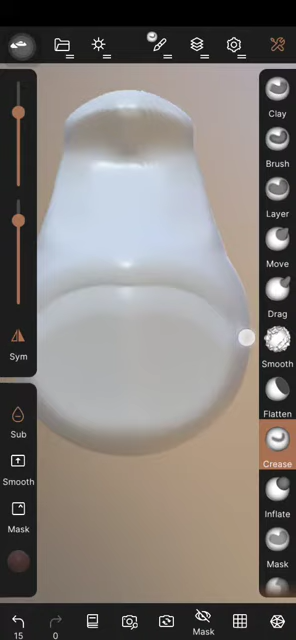 Clay
Brush
Layer
Move
Drag
Smooth
Flatten
Crease
Inflate
Mask
Sym
Sub
Smooth
Mask
15
0
Mask